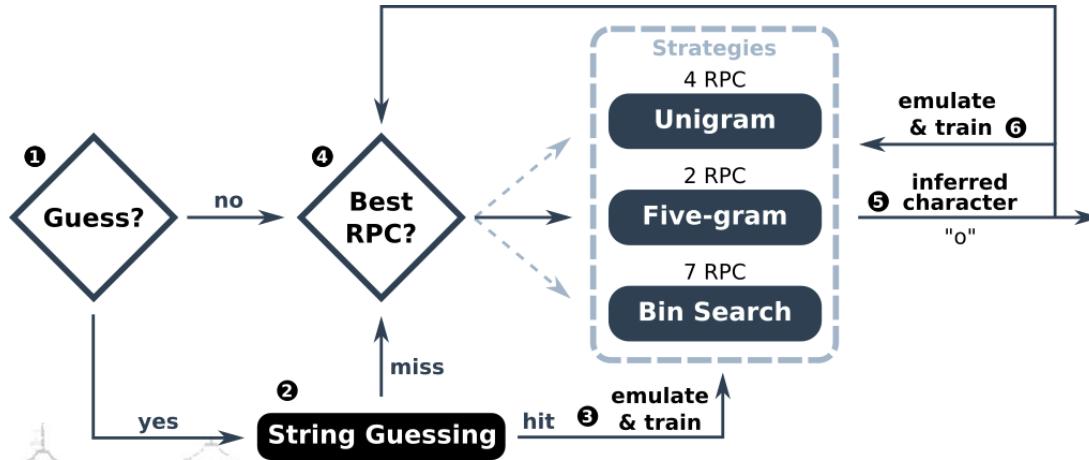 Strategies
4 RPC
Unigram
emulate
& train ❻
❶
❹
2 RPC
Guess?
no
Best
RPC?
Five-gram
❺ inferred
character
"o"
7 RPC
Bin Search
miss
❷
yes
String Guessing
hit
❸ emulate
& train